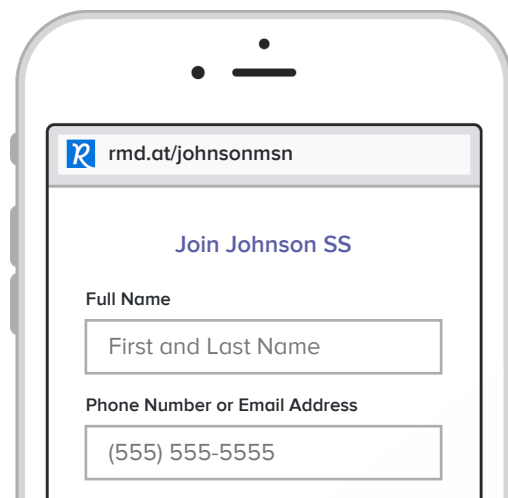 rmd.at/johnsonmsn
Join Johnson SS
Full Name
First and Last Name
Phone Number or Email Address
(555) 555-5555